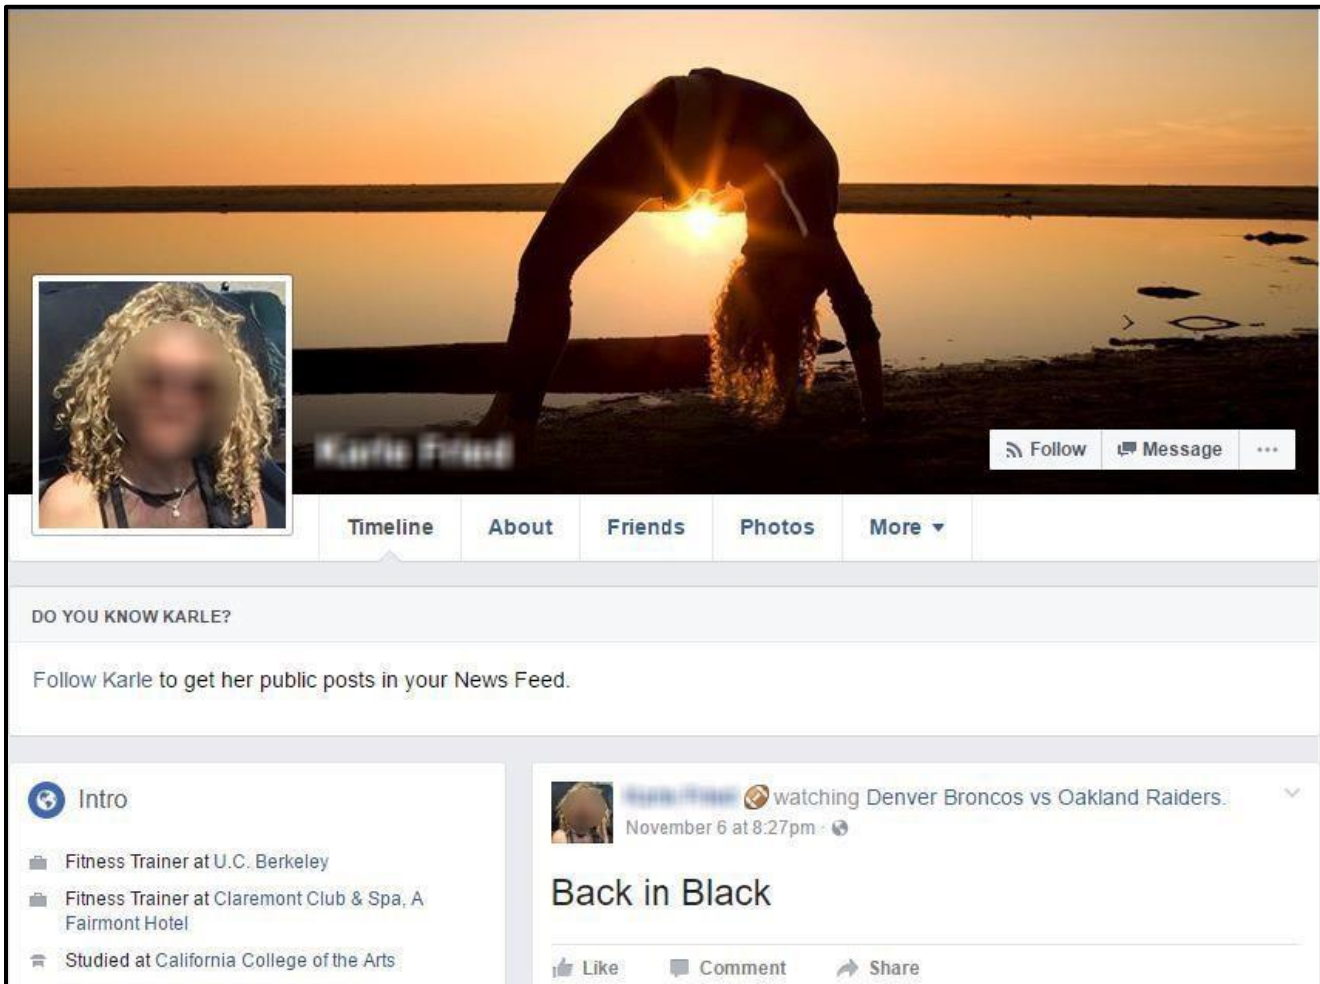 Follow
Message
Timeline
About
Friends
Photos
More
DO YOU KNOW KARLE?
Follow Karle to get her public posts in your News Feed.
Intro
Fitness Trainer at U.C. Berkeley
Fitness Trainer at Claremont Club & Spa, A
Fairmont Hotel
Studied at California College of the Arts
watching Denver Broncos vs Oakland Raiders.
November 6 at 8:27pm ·
Back in Black
Like
Comment
Share